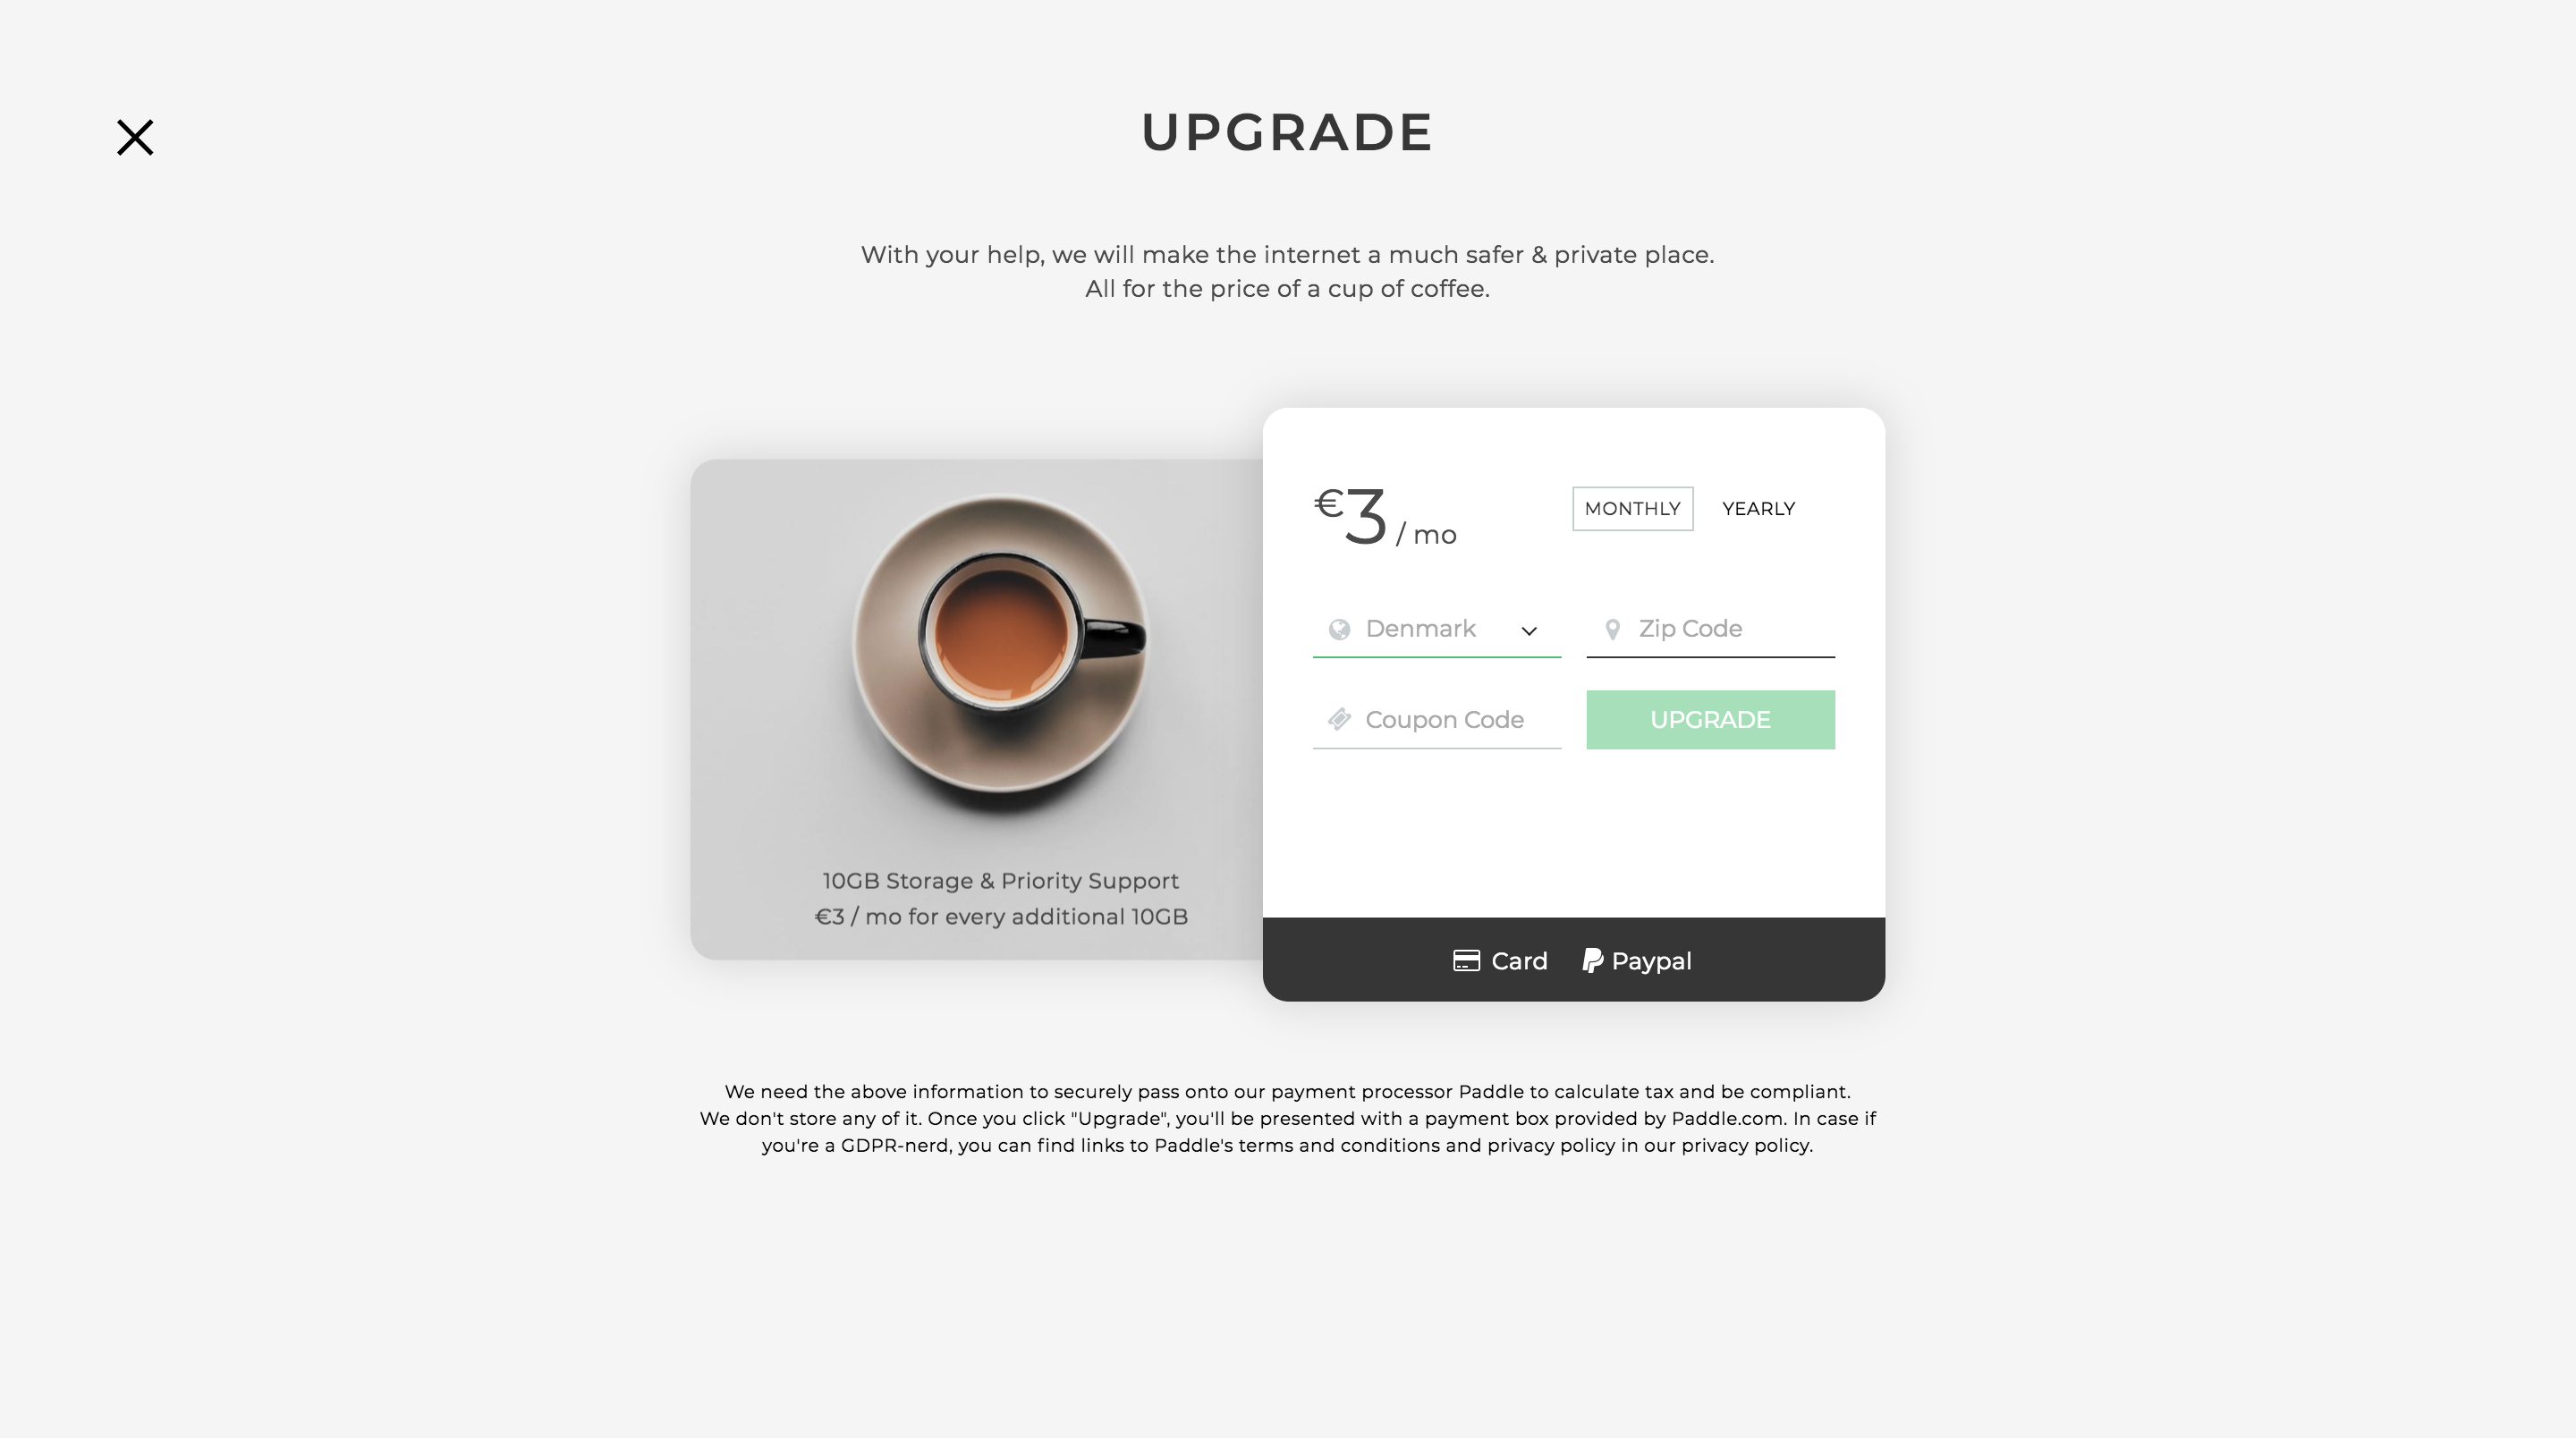 UPGRADE
With your help, we will make the internet a much safer & private place.
All for the price of a cup of coffee.
€3 / mo
MONTHLY
YEARLY
Denmark
Zip Code
Coupon Code
UPGRADE
10GB Storage & Priority Support
€3 / mo for every additional 10GB
Card
Paypal
We need the above information to securely pass onto our payment processor Paddle to calculate tax and be compliant.
We don't store any of it. Once you click "Upgrade", you'll be presented with a payment box provided by Paddle.com. In case if
you're a GDPR-nerd, you can find links to Paddle's terms and conditions and privacy policy in our privacy policy.